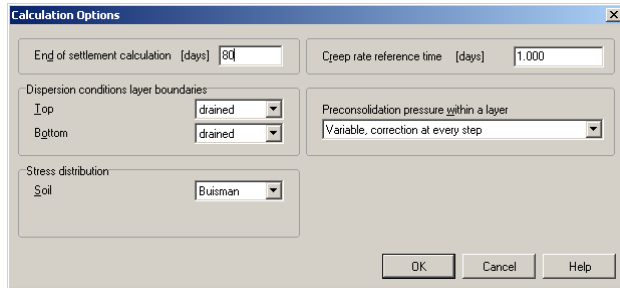 Calculation Options
End of settlement calculation [days] 80
Creep rate reference time [days] 1.000
Dispersion conditions layer boundaries
Top drained
Bottom drained
Preconsolidation pressure within a layer
Variable, correction at every step
Stress distribution
Soil Buisman
OK Cancel Help